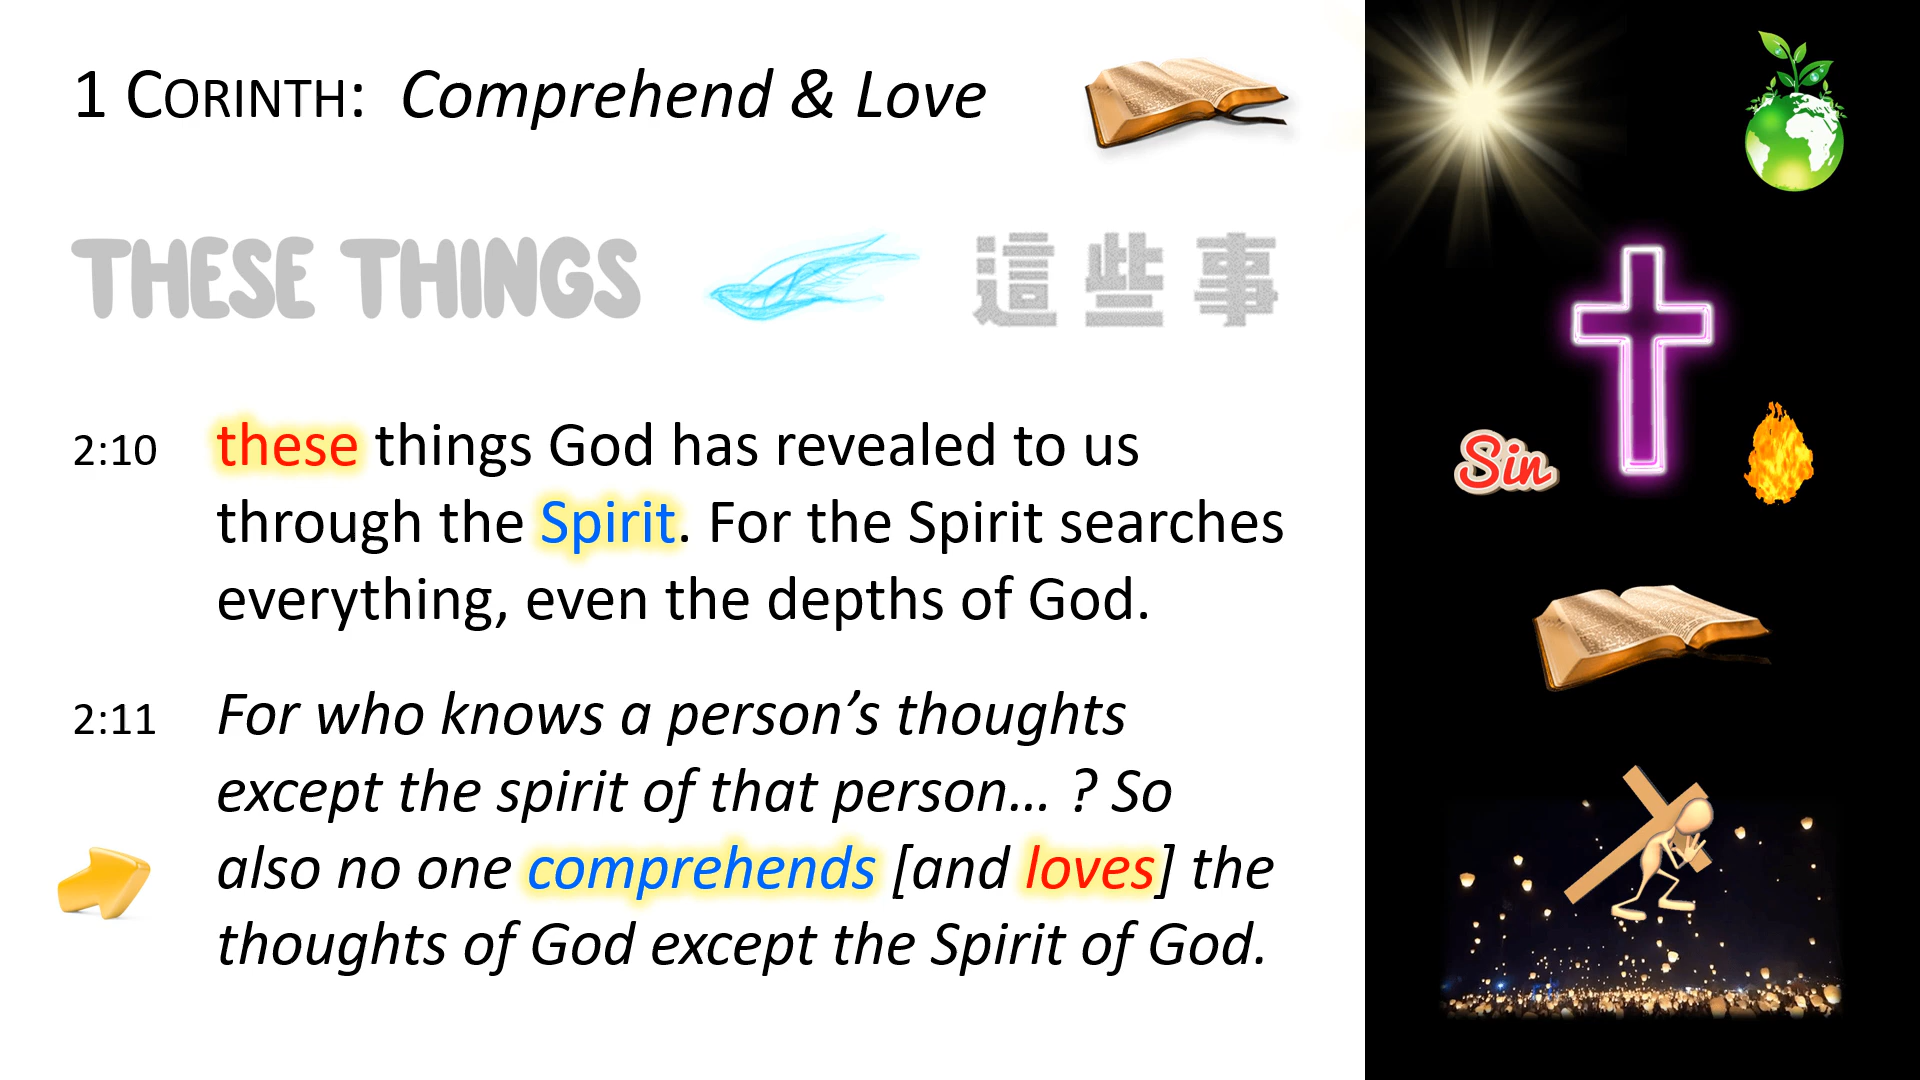 1 CORINTH: Comprehend & Love
THESE THINGS 這些事
2:10 these things God has revealed to us
through the Spirit. For the Spirit searches
everything, even the depths of God.
Sin
2:11 For who knows a person’s thoughts
except the spirit of that person… ? So
also no one comprehends [and loves] the
thoughts of God except the Spirit of God.